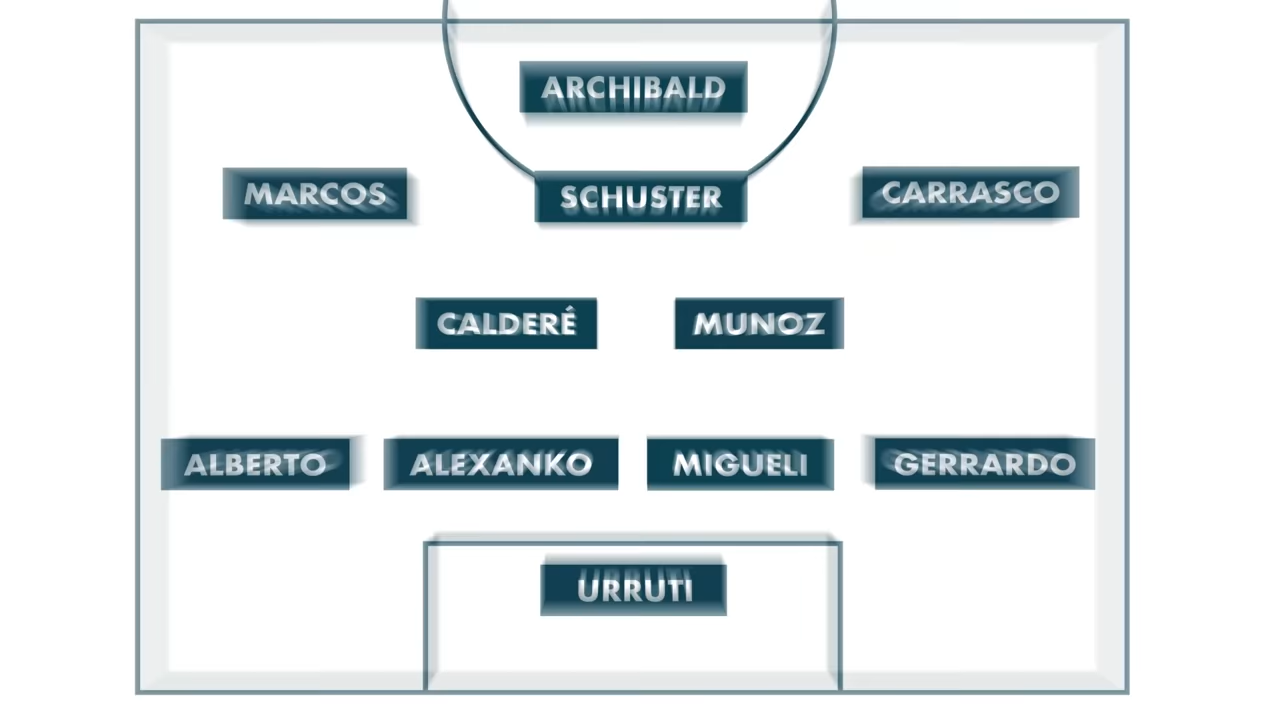 ARCHIBALD
MARCOS SCHUSTER CARRASCO
CALDERÉ MUNOZ
ALBERTO ALEXANKO MIGUELI GERRARDO
URRUTI